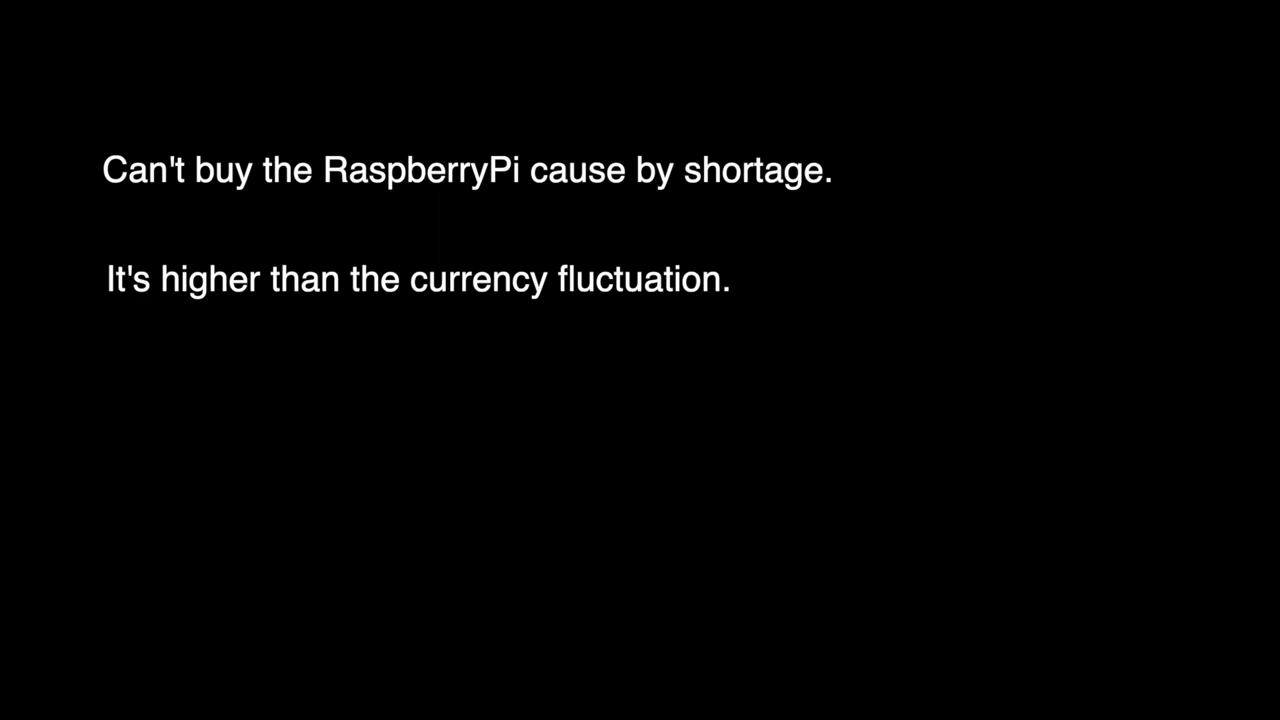 Can't buy the RaspberryPi cause by shortage.
It's higher than the currency fluctuation.